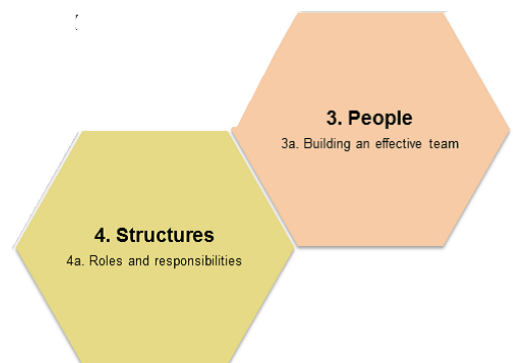 3. People
3a. Building an effective team
4. Structures
4a. Roles and responsibilities